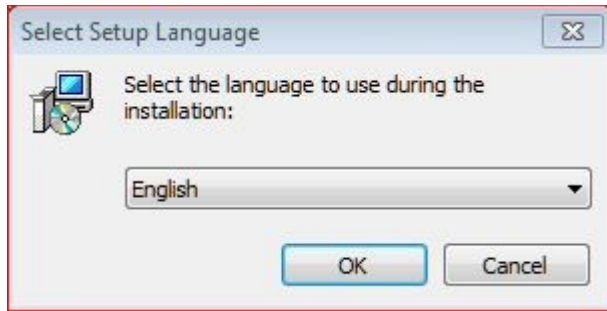 Select Setup Language
Select the language to use during the
installation:
English
OK
Cancel